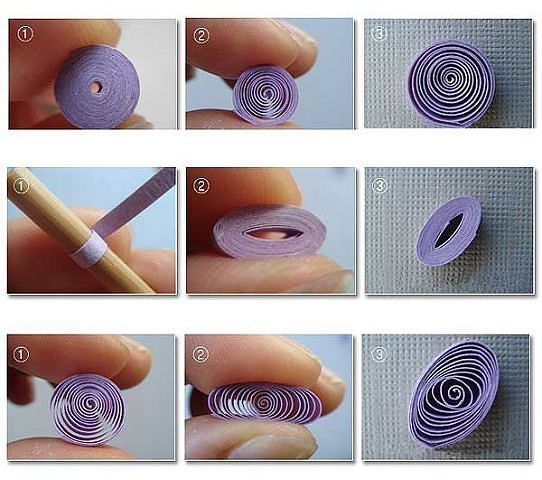 ① ② ③
① ② ③
① ② ③